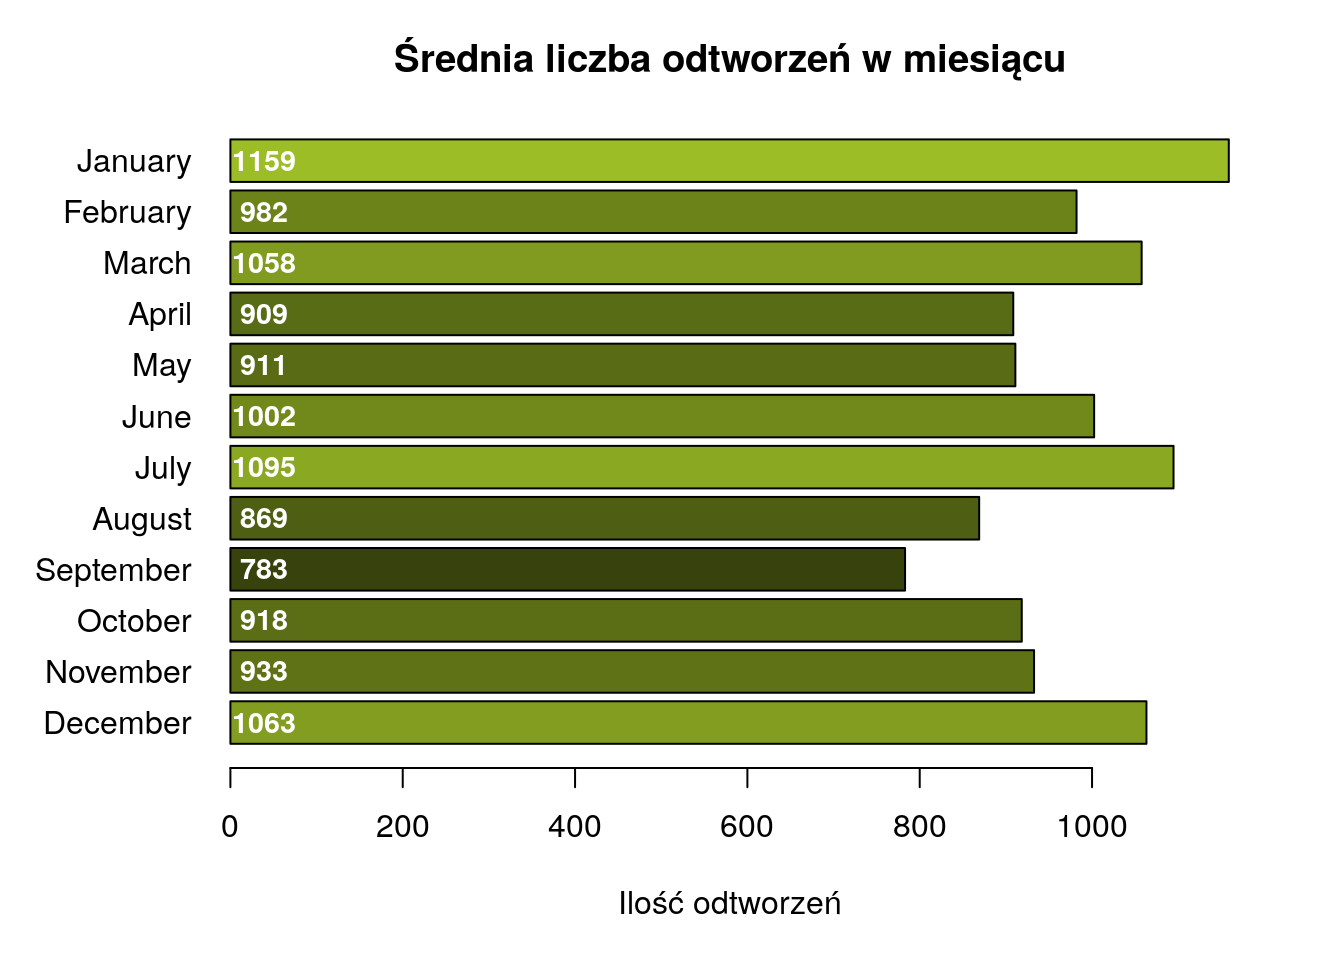 Średnia liczba odtworzeń w miesiącu
January 1159
February 982
March 1058
April 909
May 911
June 1002
July 1095
August 869
September 783
October 918
November 933
December 1063
0 200 400 600 800 1000
Ilość odtworzeń